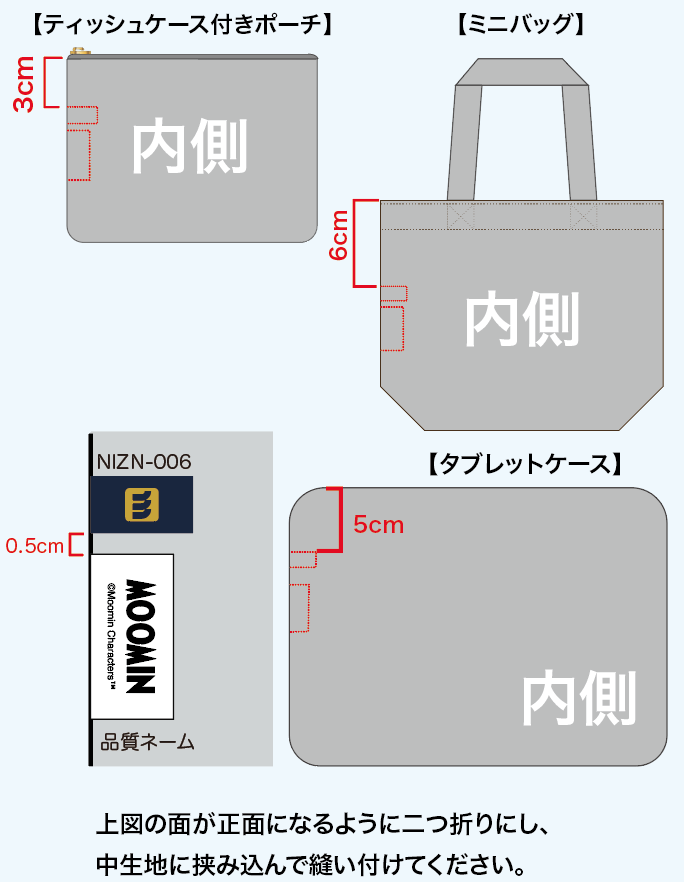 【ティッシュケース付きポーチ】
【ミニバッグ】
3cm
内側
6cm
内側
NIZN-006
0.5cm
MOOMIN
©Moomin Characters™
品質ネーム
【タブレットケース】
5cm
内側
上図の面が正面になるように二つ折りにし、
中生地に挟み込んで縫い付けてください。